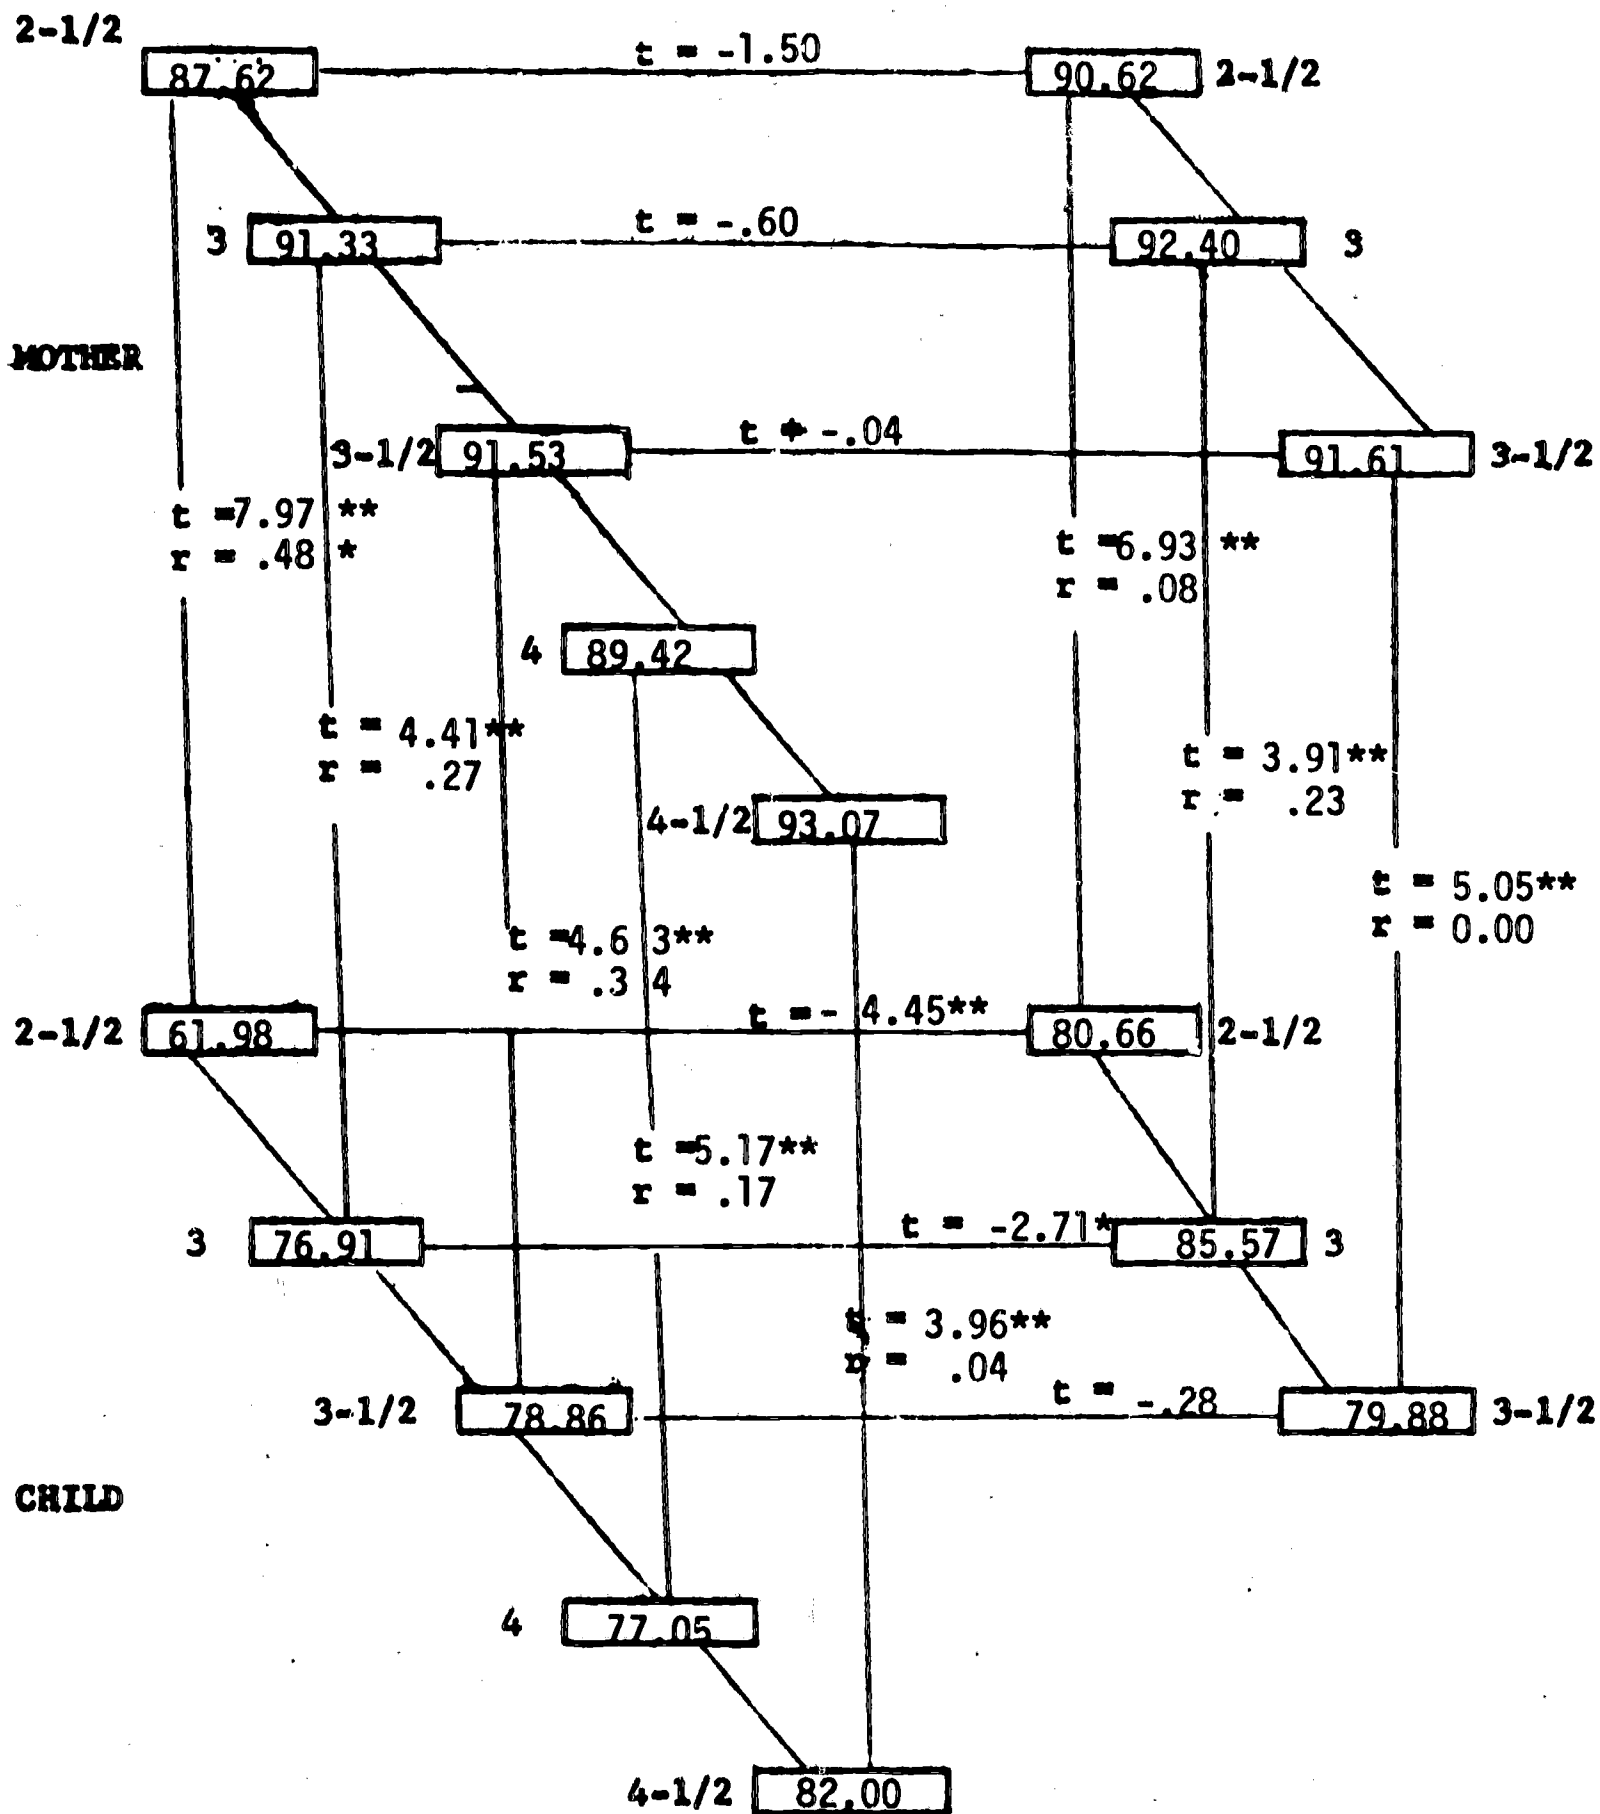 2-1/2
87.62
t = -1.50
90.62 2-1/2
3 91.33
t = -.60
92.40 3
MOTHER
3-1/2 91.53
t = -.04
91.61 3-1/2
t =7.97 **
r = .48 *
t =6.93 **
r = .08
4 89.42
t = 4.41**
r = .27
t = 3.91**
r = .23
4-1/2 93.07
t = 5.05**
r = 0.00
t =4.6 3**
r = .3 4
2-1/2 61.98
t = - 4.45**
80.66 2-1/2
t =5.17**
r = .17
3 76.91
t = -2.71*
85.57 3
t = 3.96**
r = .04
3-1/2 78.86
t = -.28
79.88 3-1/2
CHILD
4 77.05
4-1/2 82.00